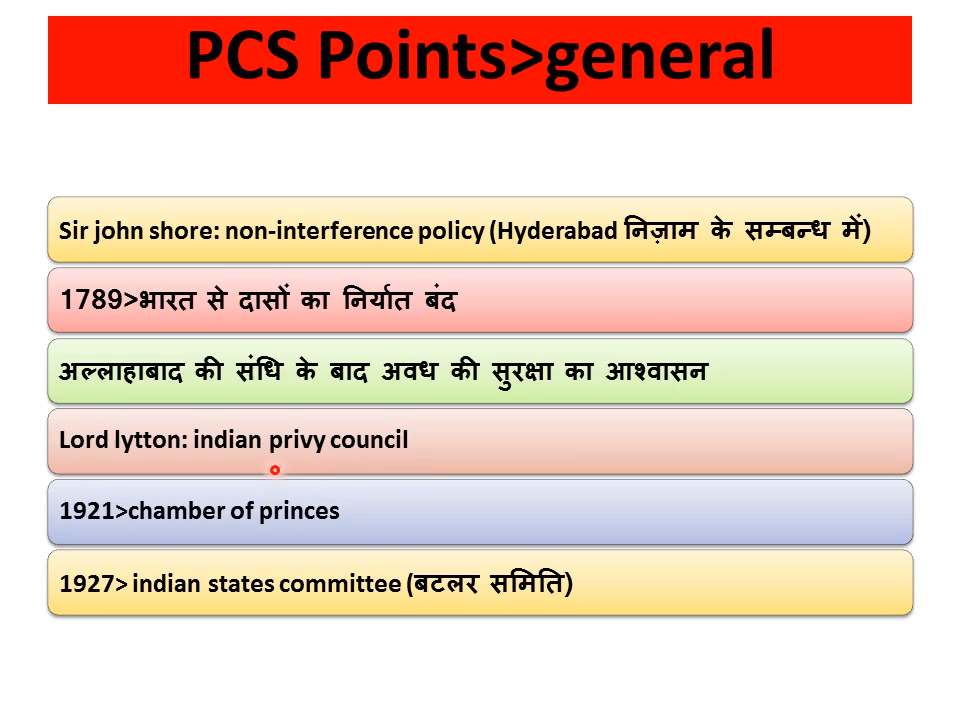 PCS Points>general
Sir john shore: non-interference policy (Hyderabad निज़ाम के सम्बन्ध में)
1789>भारत से दासों का निर्यात बंद
अल्लाहाबाद की संधि के बाद अवध की सुरक्षा का आश्वासन
Lord lytton: indian privy council
1921>chamber of princes
1927> indian states committee (बटलर समिति)